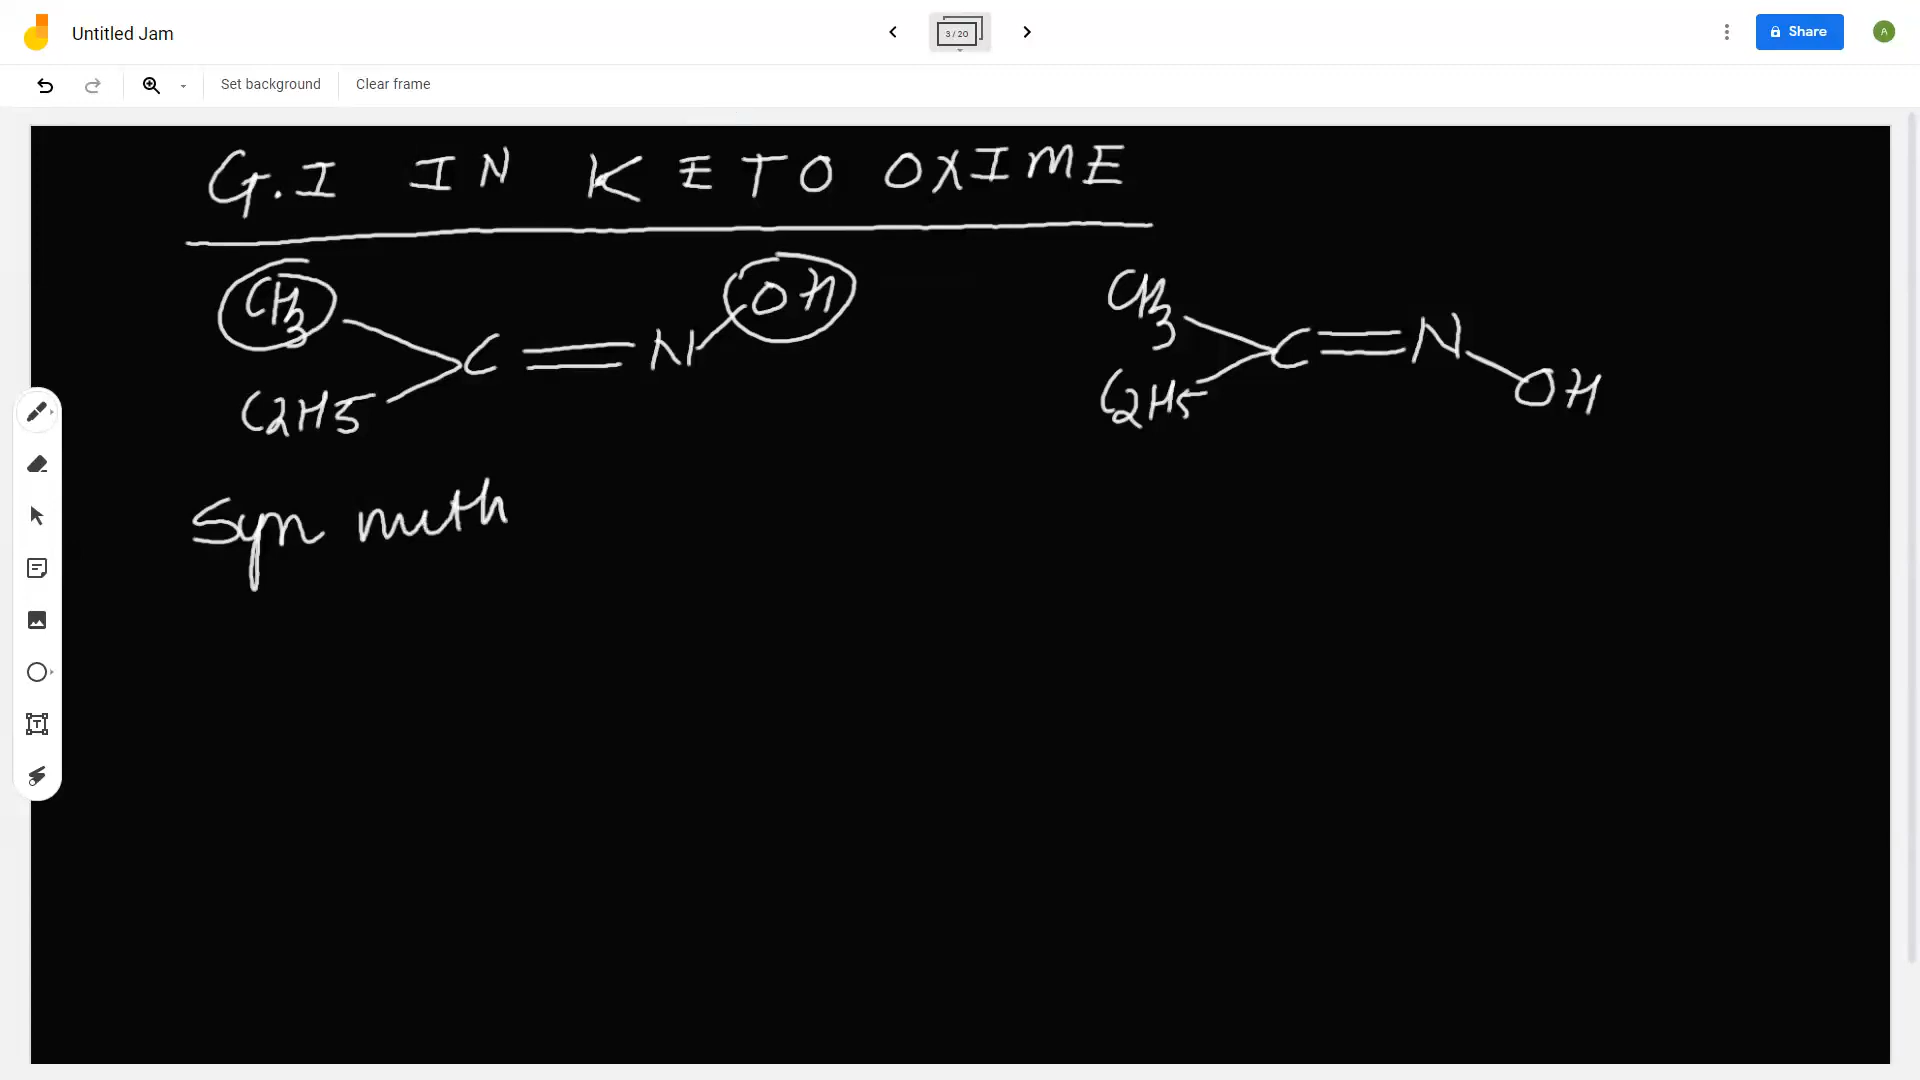 Untitled Jam
3 / 20
Share
A
Set background
Clear frame
G.I IN KETO OXIME
CH3 OH
C = N
C2H5
CH3
C = N
C2H5 OH
Syn meth